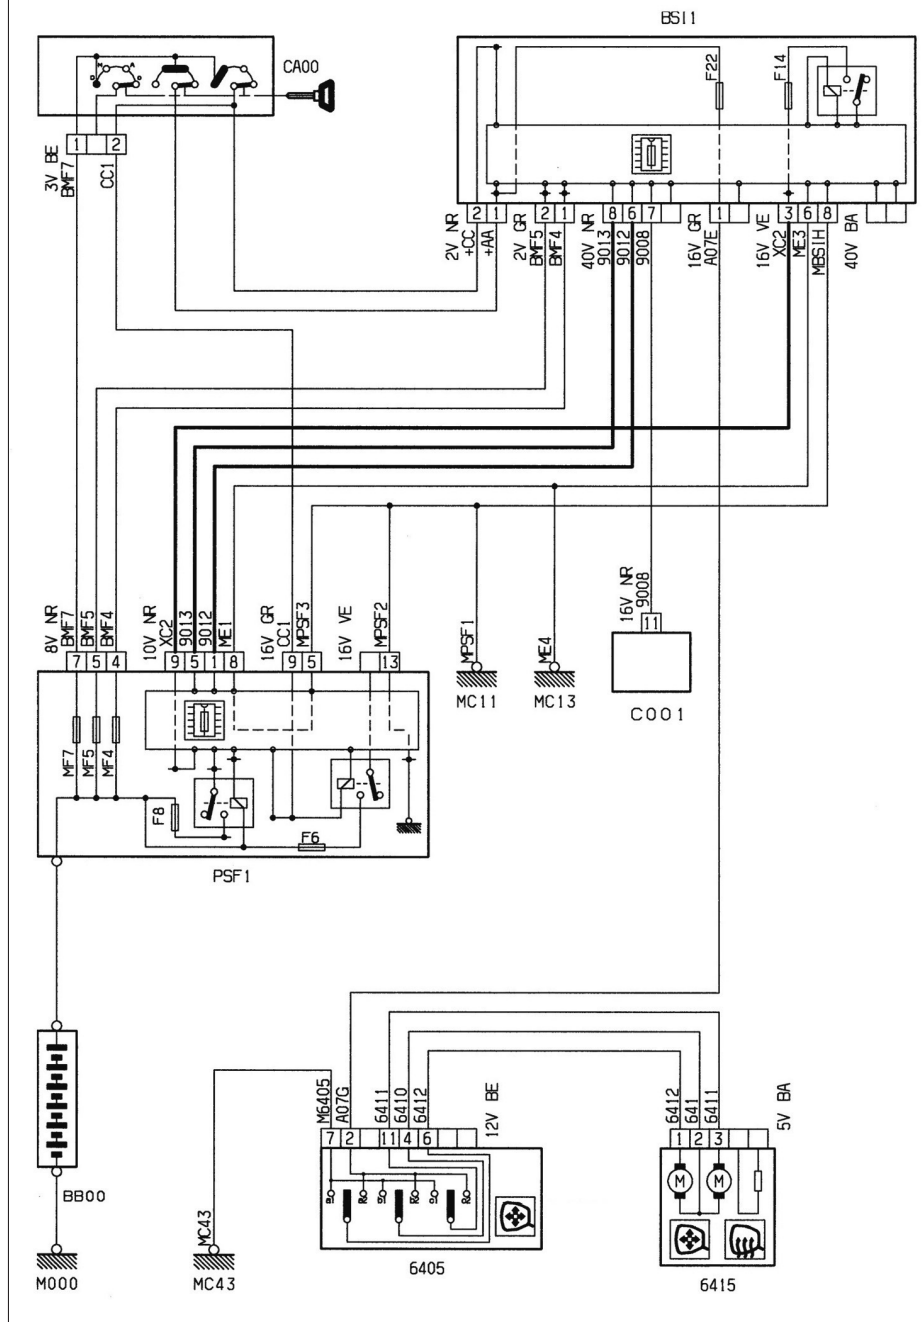 BSI1
CA00
H A
D D
F22
F14
1 2
3V BE
BMF7
CC1
2 1 2 1 8 6 7 1 3 6 8
2V NR
+CC
+AA
2V GR
BMF5
BMF4
40V NR
9013
9012
9008
16V GR
A07E
16V VE
XC2
ME3
MBSIH
40V BA
8V NR
BMF7
BMF5
BMF4
10V NR
XC2
9013
9012
ME1
16V GR
CC1
MPSF3
16V VE
MPSF2
MPSF1
ME4
16V NR
9008
7 5 4 9 5 1 8 9 5 13
11
MC11
MC13
C001
MF7
MF5
MF4
F8
F6
PSF1
BB00
M000
MC43
MC43
M6405
A07G
6411
6410
6412
12V BE
7 2 11 4 6
6405
6412
641
6411
5V BA
1 2 3
M M
6415